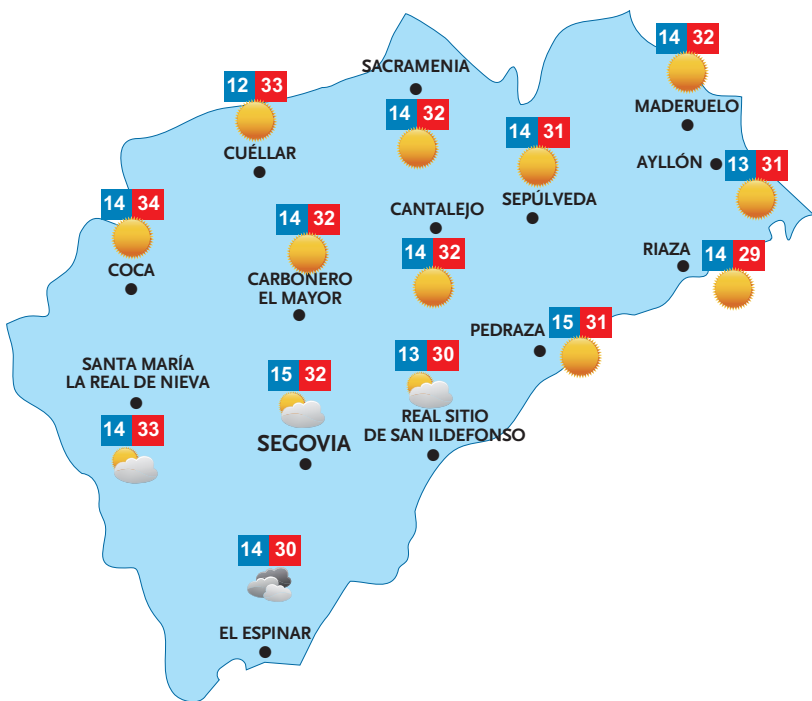 14 32
MADERUELO
SACRAMENIA
14 32
12 33
CUÉLLAR
14 31
SEPÚLVEDA
AYLLÓN
13 31
14 34
COCA
14 32
CARBONERO
EL MAYOR
CANTALEJO
14 32
RIAZA
14 29
PEDRAZA
15 31
SANTA MARÍA
LA REAL DE NIEVA
14 33
15 32
SEGOVIA
13 30
REAL SITIO
DE SAN ILDEFONSO
14 30
EL ESPINAR